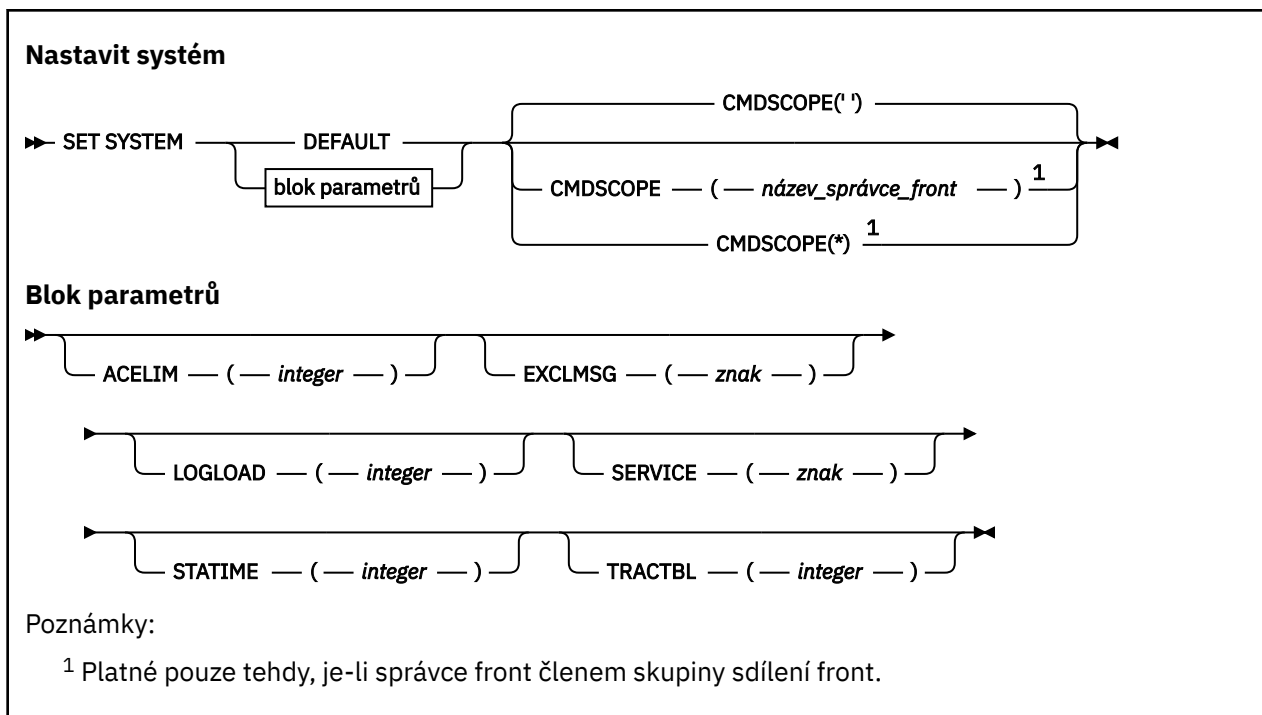 Nastavit systém
CMDSCOPE(' ')
SET SYSTEM DEFAULT
blok parametrů
CMDSCOPE ( název_správce_front ) 1
CMDSCOPE(*) 1
Blok parametrů
ACELIM ( integer ) EXCLMSG ( znak )
LOGLOAD ( integer ) SERVICE ( znak )
STATIME ( integer ) TRACTBL ( integer )
Poznámky:
1 Platné pouze tehdy, je-li správce front členem skupiny sdílení front.